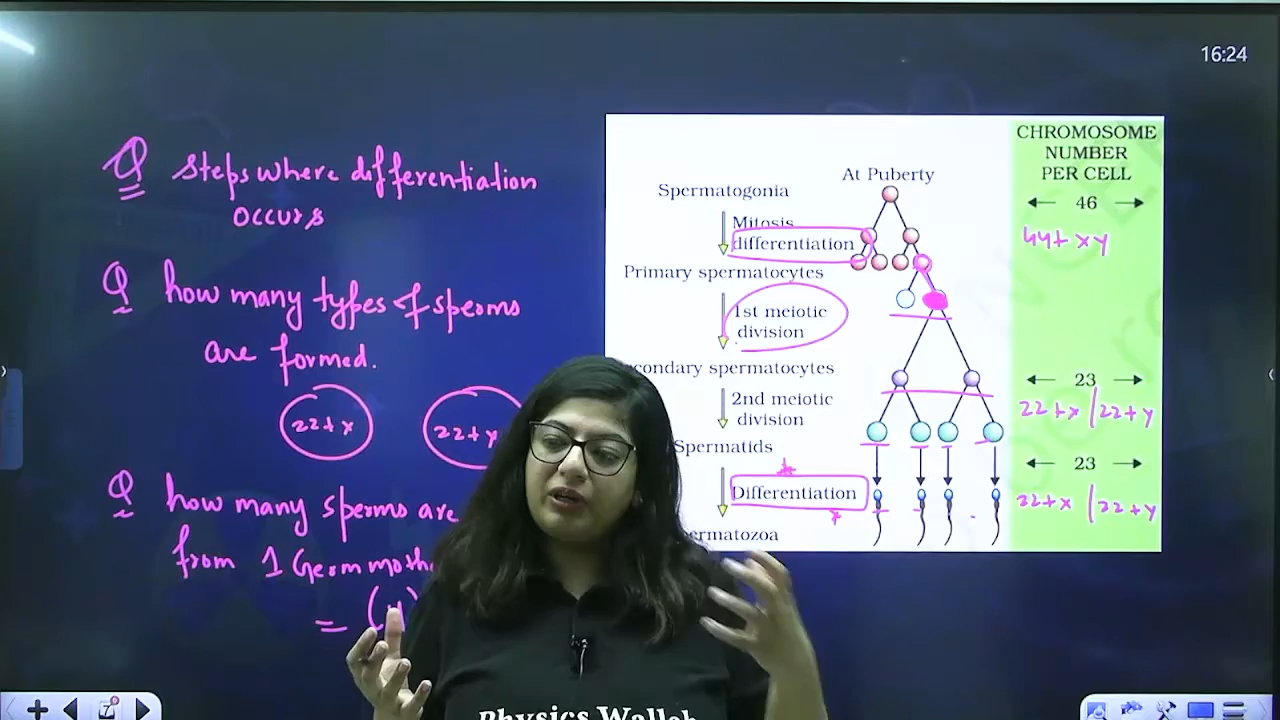 16:24
Q steps where differentiation
occurs
Q how many types of sperms
are formed.
22+x
22+y
Q how many sperms are
from 1 Germ
=
At Puberty
Spermatogonia
Mitosis
differentiation
Primary spermatocytes
1st meiotic
division
condary spermatocytes
2nd meiotic
division
Spermatids
Differentiation
ermatozoa
CHROMOSOME
NUMBER
PER CELL
46
44+xy
23
22+x | 22+y
23
22+x | 22+y
Physics Wallah